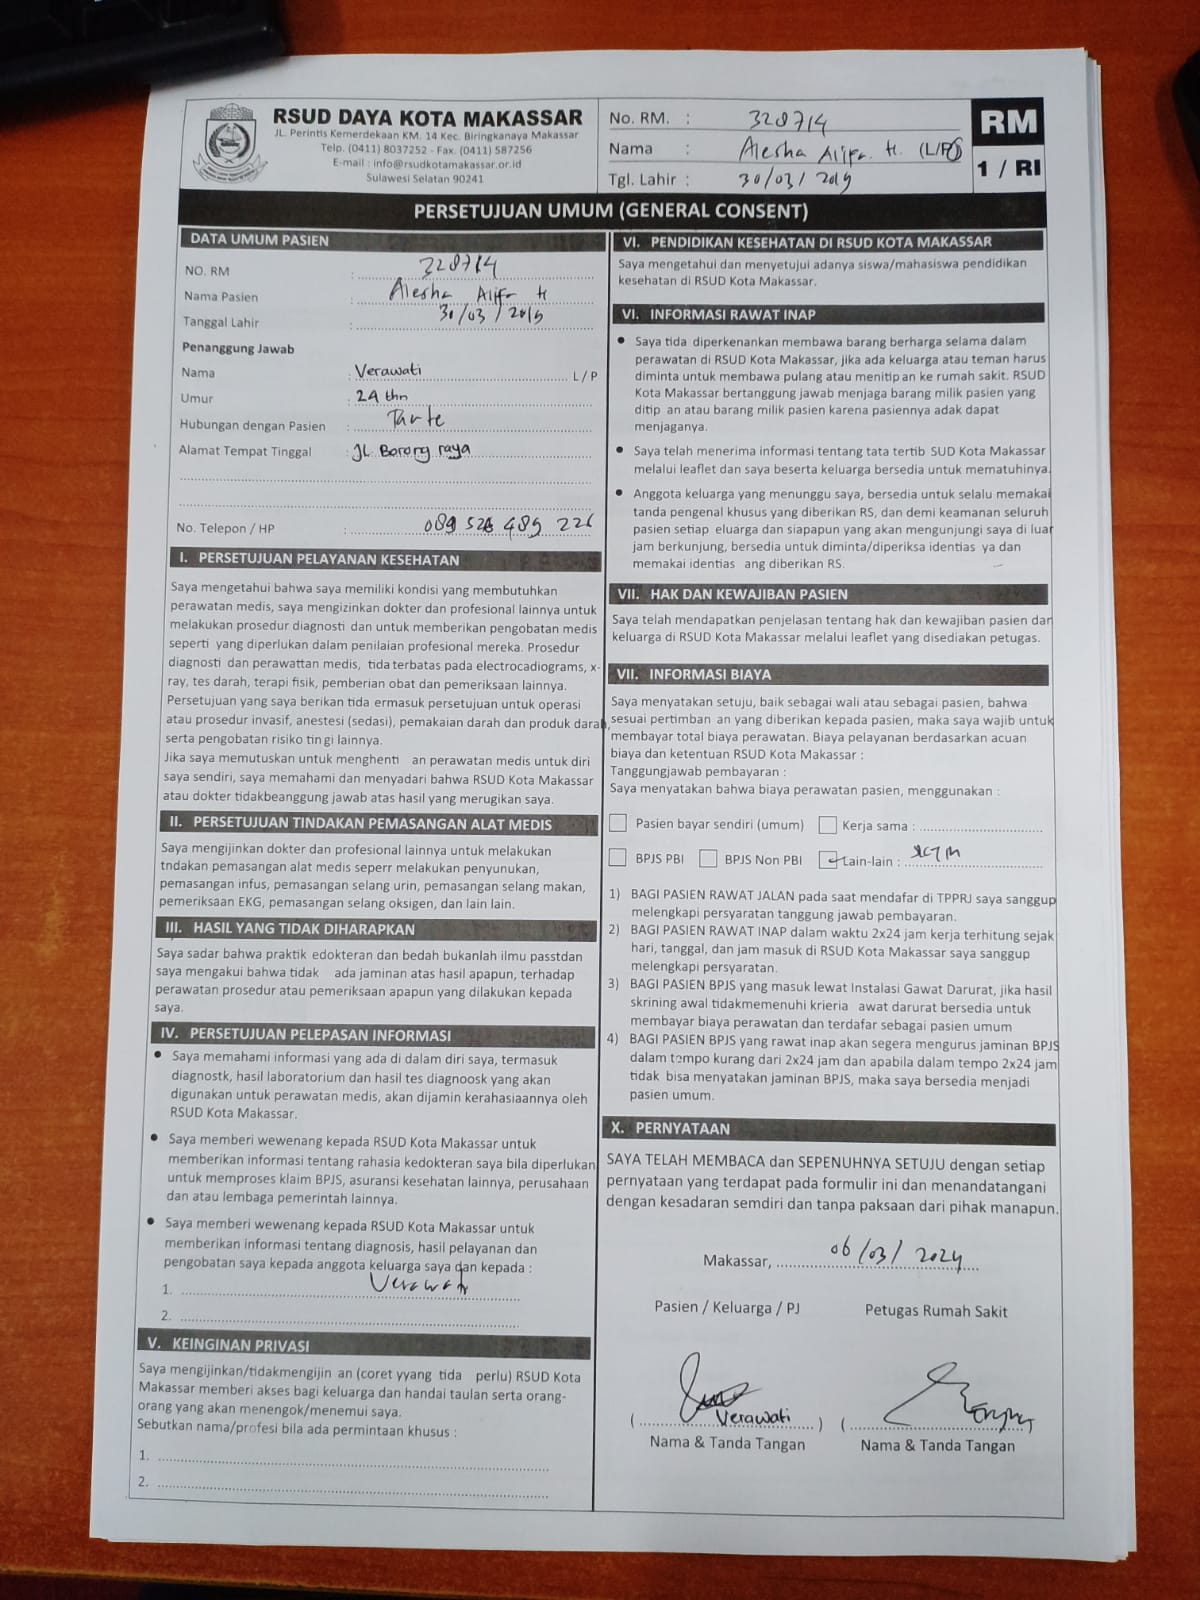 RSUD DAYA KOTA MAKASSAR
JL. Perintis Kemerdekaan KM. 14 Kec. Biringkanaya Makassar
Telp. (0411) 8037252 - Fax. (0411) 587256
E-mail : info@rsudkotamakassar.or.id
Sulawesi Selatan 90241
No. RM. : 328714
Nama : Alesha Alifa. H. (L/P)
Tgl. Lahir : 30/03/2019
RM
1 / RI
PERSETUJUAN UMUM (GENERAL CONSENT)
DATA UMUM PASIEN
NO. RM : 328714
Nama Pasien : Alesha Alifa H
Tanggal Lahir : 30/03/2019
Penanggung Jawab
Nama : Verawati L / P
Umur : 24 thn
Hubungan dengan Pasien : Tante
Alamat Tempat Tinggal : JL. Borong raya
No. Telepon / HP : 089 526 489 226
I. PERSETUJUAN PELAYANAN KESEHATAN
Saya mengetahui bahwa saya memiliki kondisi yang membutuhkan
perawatan medis, saya mengizinkan dokter dan profesional lainnya untuk
melakukan prosedur diagnosti dan untuk memberikan pengobatan medis
seperti yang diperlukan dalam penilaian profesional mereka. Prosedur
diagnosti dan perawattan medis, tida terbatas pada electrocadiograms, x-
ray, tes darah, terapi fisik, pemberian obat dan pemeriksaan lainnya.
Persetujuan yang saya berikan tida ermasuk persetujuan untuk operasi
atau prosedur invasif, anestesi (sedasi), pemakaian darah dan produk darah,
serta pengobatan risiko tingi lainnya.
Jika saya memutuskan untuk menghenti an perawatan medis untuk diri
saya sendiri, saya memahami dan menyadari bahwa RSUD Kota Makassar
atau dokter tidakbeanggung jawab atas hasil yang merugikan saya.
II. PERSETUJUAN TINDAKAN PEMASANGAN ALAT MEDIS
Saya mengijinkan dokter dan profesional lainnya untuk melakukan
tndakan pemasangan alat medis seperr melakukan penyunukan,
pemasangan infus, pemasangan selang urin, pemasangan selang makan,
pemeriksaan EKG, pemasangan selang oksigen, dan lain lain.
III. HASIL YANG TIDAK DIHARAPKAN
Saya sadar bahwa praktik edokteran dan bedah bukanlah ilmu passtdan
saya mengakui bahwa tidak ada jaminan atas hasil apapun, terhadap
perawatan prosedur atau pemeriksaan apapun yang dilakukan kepada
saya.
IV. PERSETUJUAN PELEPASAN INFORMASI
• Saya memahami informasi yang ada di dalam diri saya, termasuk
diagnostk, hasil laboratorium dan hasil tes diagnoosk yang akan
digunakan untuk perawatan medis, akan dijamin kerahasiaannya oleh
RSUD Kota Makassar.
• Saya memberi wewenang kepada RSUD Kota Makassar untuk
memberikan informasi tentang rahasia kedokteran saya bila diperlukan
untuk memproses klaim BPJS, asuransi kesehatan lainnya, perusahaan
dan atau lembaga pemerintah lainnya.
• Saya memberi wewenang kepada RSUD Kota Makassar untuk
memberikan informasi tentang diagnosis, hasil pelayanan dan
pengobatan saya kepada anggota keluarga saya dan kepada :
1. Verawati
2.
V. KEINGINAN PRIVASI
Saya mengijinkan/tidakmengijin an (coret yyang tida perlu) RSUD Kota
Makassar memberi akses bagi keluarga dan handai taulan serta orang-
orang yang akan menengok/menemui saya.
Sebutkan nama/profesi bila ada permintaan khusus :
1.
2.
VI. PENDIDIKAN KESEHATAN DI RSUD KOTA MAKASSAR
Saya mengetahui dan menyetujui adanya siswa/mahasiswa pendidikan
kesehatan di RSUD Kota Makassar.
VI. INFORMASI RAWAT INAP
• Saya tida diperkenankan membawa barang berharga selama dalam
perawatan di RSUD Kota Makassar, jika ada keluarga atau teman harus
diminta untuk membawa pulang atau menitip an ke rumah sakit. RSUD
Kota Makassar bertanggung jawab menjaga barang milik pasien yang
ditip an atau barang milik pasien karena pasiennya adak dapat
menjaganya.
• Saya telah menerima informasi tentang tata tertib SUD Kota Makassar
melalui leaflet dan saya beserta keluarga bersedia untuk mematuhinya.
• Anggota keluarga yang menunggu saya, bersedia untuk selalu memakai
tanda pengenal khusus yang diberikan RS, dan demi keamanan seluruh
pasien setiap eluarga dan siapapun yang akan mengunjungi saya di luar
jam berkunjung, bersedia untuk diminta/diperiksa identias ya dan
memakai identias ang diberikan RS.
VII. HAK DAN KEWAJIBAN PASIEN
Saya telah mendapatkan penjelasan tentang hak dan kewajiban pasien dan
keluarga di RSUD Kota Makassar melalui leaflet yang disediakan petugas.
VII. INFORMASI BIAYA
Saya menyatakan setuju, baik sebagai wali atau sebagai pasien, bahwa
sesuai pertimban an yang diberikan kepada pasien, maka saya wajib untuk
membayar total biaya perawatan. Biaya pelayanan berdasarkan acuan
biaya dan ketentuan RSUD Kota Makassar :
Tanggungjawab pembayaran :
Saya menyatakan bahwa biaya perawatan pasien, menggunakan :
Pasien bayar sendiri (umum) Kerja sama :
BPJS PBI BPJS Non PBI Lain-lain :
1) BAGI PASIEN RAWAT JALAN pada saat mendafar di TPPRJ saya sanggup
melengkapi persyaratan tanggung jawab pembayaran.
2) BAGI PASIEN RAWAT INAP dalam waktu 2x24 jam kerja terhitung sejak
hari, tanggal, dan jam masuk di RSUD Kota Makassar saya sanggup
melengkapi persyaratan.
3) BAGI PASIEN BPJS yang masuk lewat Instalasi Gawat Darurat, jika hasil
skrining awal tidakmemenuhi krieria awat darurat bersedia untuk
membayar biaya perawatan dan terdafar sebagai pasien umum
4) BAGI PASIEN BPJS yang rawat inap akan segera mengurus jaminan BPJS
dalam tempo kurang dari 2x24 jam dan apabila dalam tempo 2x24 jam
tidak bisa menyatakan jaminan BPJS, maka saya bersedia menjadi
pasien umum.
X. PERNYATAAN
SAYA TELAH MEMBACA dan SEPENUHNYA SETUJU dengan setiap
pernyataan yang terdapat pada formulir ini dan menandatangani
dengan kesadaran semdiri dan tanpa paksaan dari pihak manapun.
Makassar, 06/03/2024
Pasien / Keluarga / PJ Petugas Rumah Sakit
(Verawati) (
Nama & Tanda Tangan Nama & Tanda Tangan